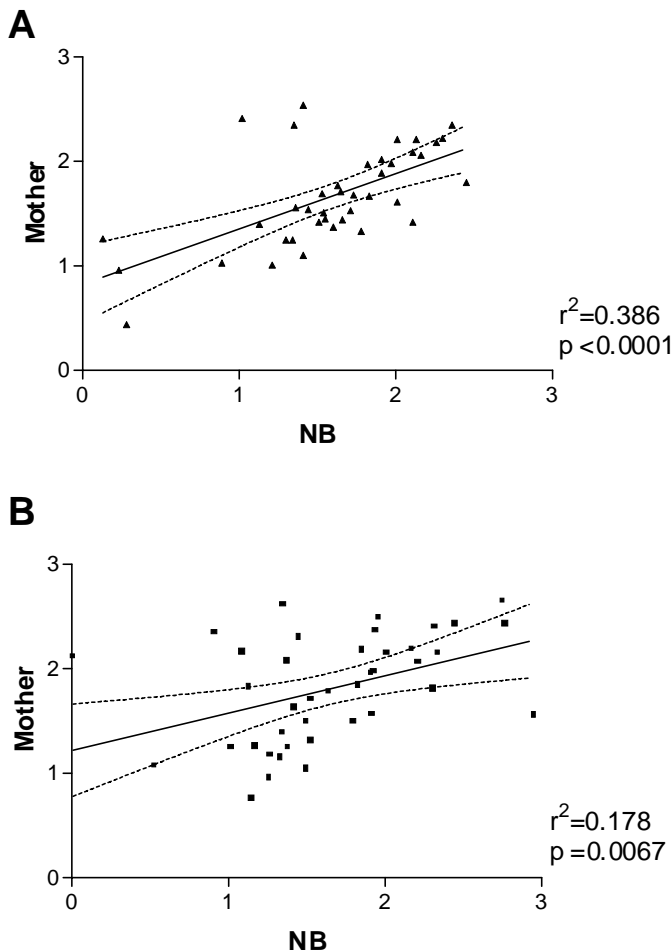 A
3
2
1
0
Mother
0 1 2 3
NB
r²=0.386
p <0.0001
B
3
2
1
0
Mother
0 1 2 3
NB
r²=0.178
p =0.0067